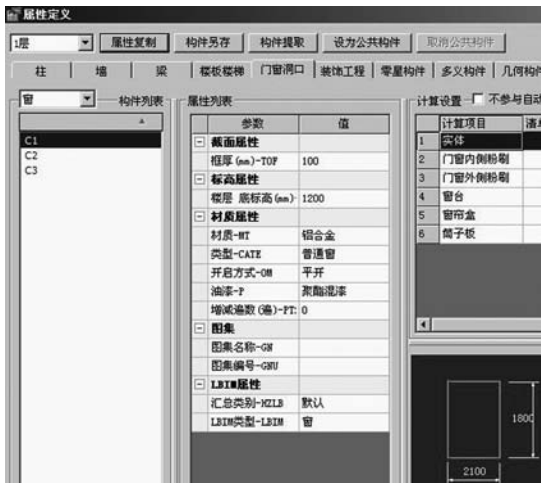 属性定义
1层 属性复制 构件另存 构件提取 设为公共构件 取消公共构件
柱 墙 梁 楼板楼梯 门窗洞口 装饰工程 零星构件 多义构件 几何构件
窗 构件列表 属性列表 计算设置 不参与自动
参数 值 计算项目 清单
C1
C2
C3
截面属性
框厚(mm)-TOF 100
标高属性
楼层 底标高(mm)- 1200
材质属性
材质-MT 铝合金
类型-CATE 普通窗
开启方式-OM 平开
油漆-P 聚酯混漆
增减遍数(遍)-PT: 0
图集
图集名称-GN
图集编号-GNU
LBIM属性
汇总类别-HZLB 默认
LBIM类型-LBIM 窗
1 实体
2 门窗内侧粉刷
3 门窗外侧粉刷
4 窗台
5 窗帘盒
6 筒子板
1800
2100